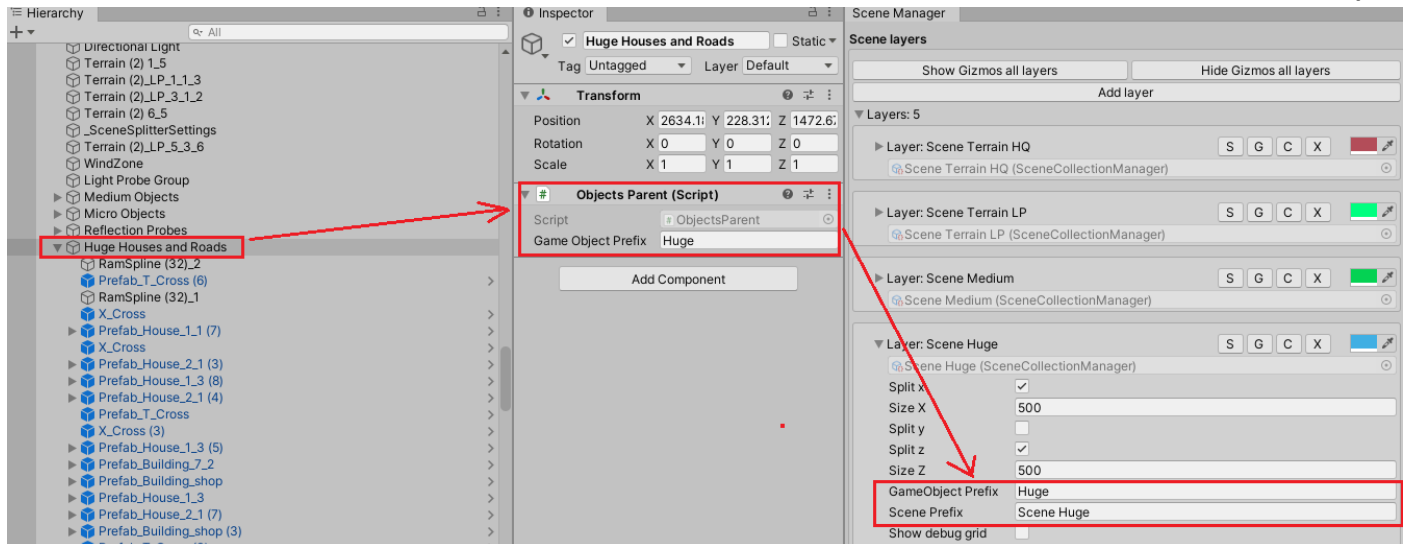 Hierarchy
All
Directional Light
Terrain (2) 1_5
Terrain (2)_LP_1_1_3
Terrain (2)_LP_3_1_2
Terrain (2) 6_5
_SceneSplitterSettings
Terrain (2)_LP_5_3_6
WindZone
Light Probe Group
Medium Objects
Micro Objects
Reflection Probes
Huge Houses and Roads
RamSpline (32)_2
Prefab_T_Cross (6)
RamSpline (32)_1
X_Cross
Prefab_House_1_1 (7)
X_Cross
Prefab_House_2_1 (3)
Prefab_House_1_3 (8)
Prefab_House_2_1 (4)
Prefab_T_Cross
X_Cross (3)
Prefab_House_1_3 (5)
Prefab_Building_7_2
Prefab_Building_shop
Prefab_House_1_3
Prefab_House_2_1 (7)
Prefab_Building_shop (3)
Inspector
Huge Houses and Roads Static
Tag Untagged Layer Default
Transform
Position X 2634.1 Y 228.31 Z 1472.6
Rotation X 0 Y 0 Z 0
Scale X 1 Y 1 Z 1
# Objects Parent (Script)
Script # ObjectsParent
Game Object Prefix Huge
Add Component
Scene Manager
Scene layers
Show Gizmos all layers Hide Gizmos all layers
Add layer
Layers: 5
Layer: Scene Terrain HQ S G C X
Scene Terrain HQ (SceneCollectionManager)
Layer: Scene Terrain LP S G C X
Scene Terrain LP (SceneCollectionManager)
Layer: Scene Medium S G C X
Scene Medium (SceneCollectionManager)
Layer: Scene Huge S G C X
Scene Huge (SceneCollectionManager)
Split x
Size X 500
Split y
Split z
Size Z 500
GameObject Prefix Huge
Scene Prefix Scene Huge
Show debug grid